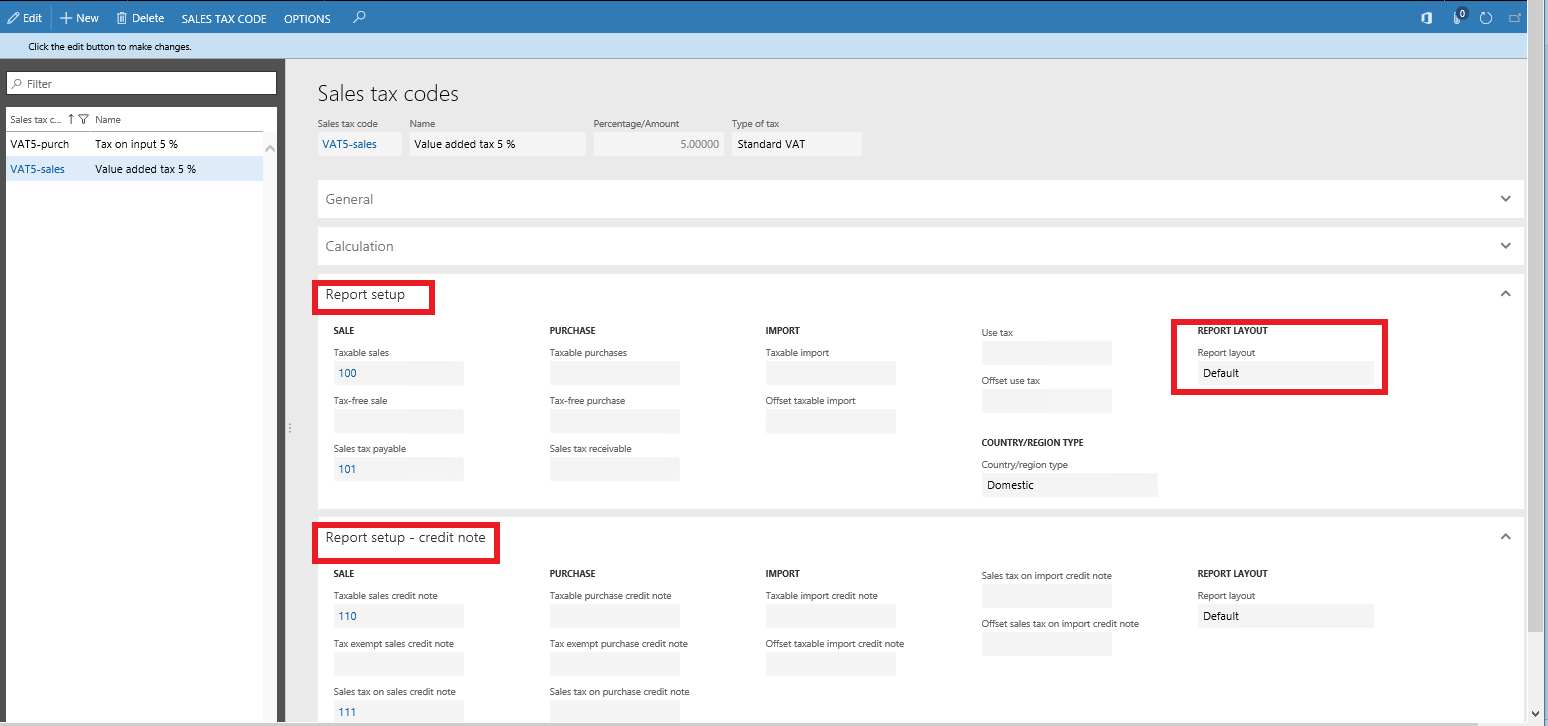 Edit New Delete SALES TAX CODE OPTIONS 0
Click the edit button to make changes.
Filter
Sales tax c... Name
VAT5-purch Tax on input 5 %
VAT5-sales Value added tax 5 %
Sales tax codes
Sales tax code Name Percentage/Amount Type of tax
VAT5-sales Value added tax 5 % 5.00000 Standard VAT
General
Calculation
Report setup
SALE PURCHASE IMPORT Use tax REPORT LAYOUT
Taxable sales Taxable purchases Taxable import Report layout
100 Default
Offset use tax
Tax-free sale Tax-free purchase Offset taxable import
COUNTRY/REGION TYPE
Sales tax payable Sales tax receivable
Country/region type
101
Domestic
Report setup - credit note
SALE PURCHASE IMPORT Sales tax on import credit note REPORT LAYOUT
Taxable sales credit note Taxable purchase credit note Taxable import credit note Report layout
110 Default
Offset sales tax on import credit note
Tax exempt sales credit note Tax exempt purchase credit note Offset taxable import credit note
Sales tax on sales credit note Sales tax on purchase credit note
111